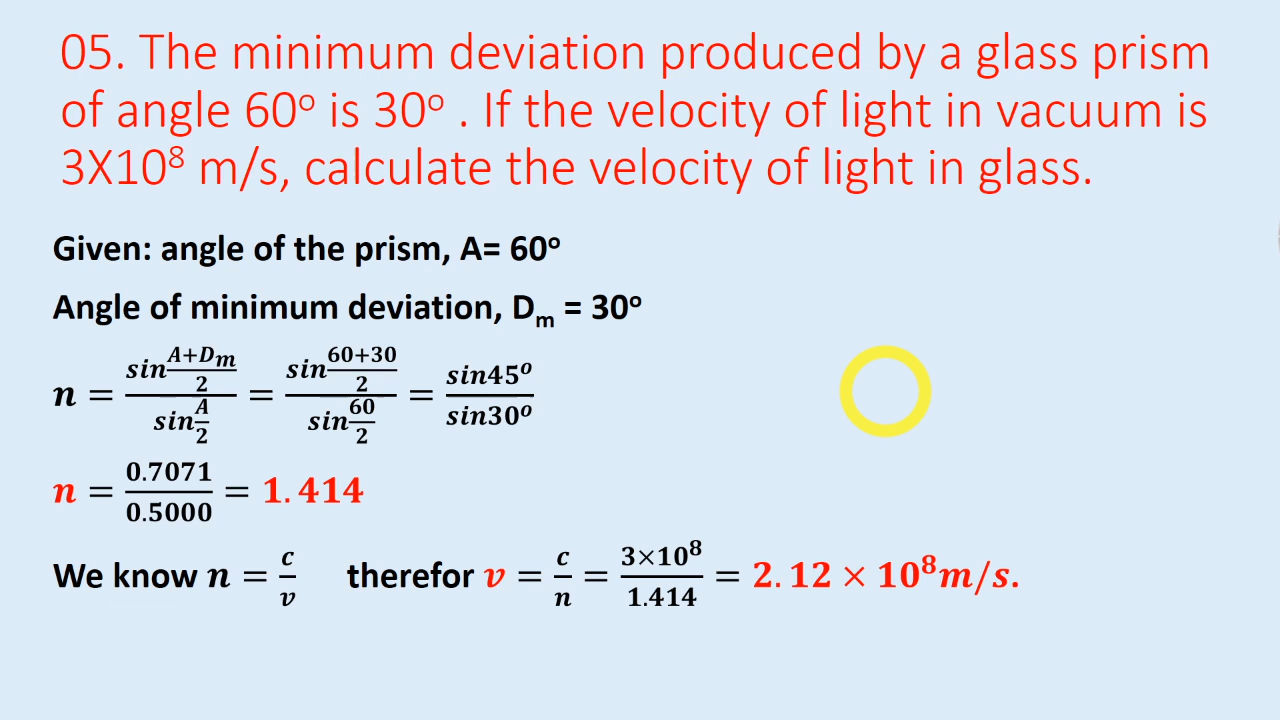 05. The minimum deviation produced by a glass prism
of angle 60° is 30° . If the velocity of light in vacuum is
3X10⁸ m/s, calculate the velocity of light in glass.
Given: angle of the prism, A= 60°
Angle of minimum deviation, Dₘ = 30°
n = sin (A+Dₘ)/2 / sin A/2 = sin (60+30)/2 / sin 60/2 = sin45° / sin30°
n = 0.7071 / 0.5000 = 1.414
We know n = c/v therefor v = c/n = 3×10⁸ / 1.414 = 2.12 × 10⁸m/s.